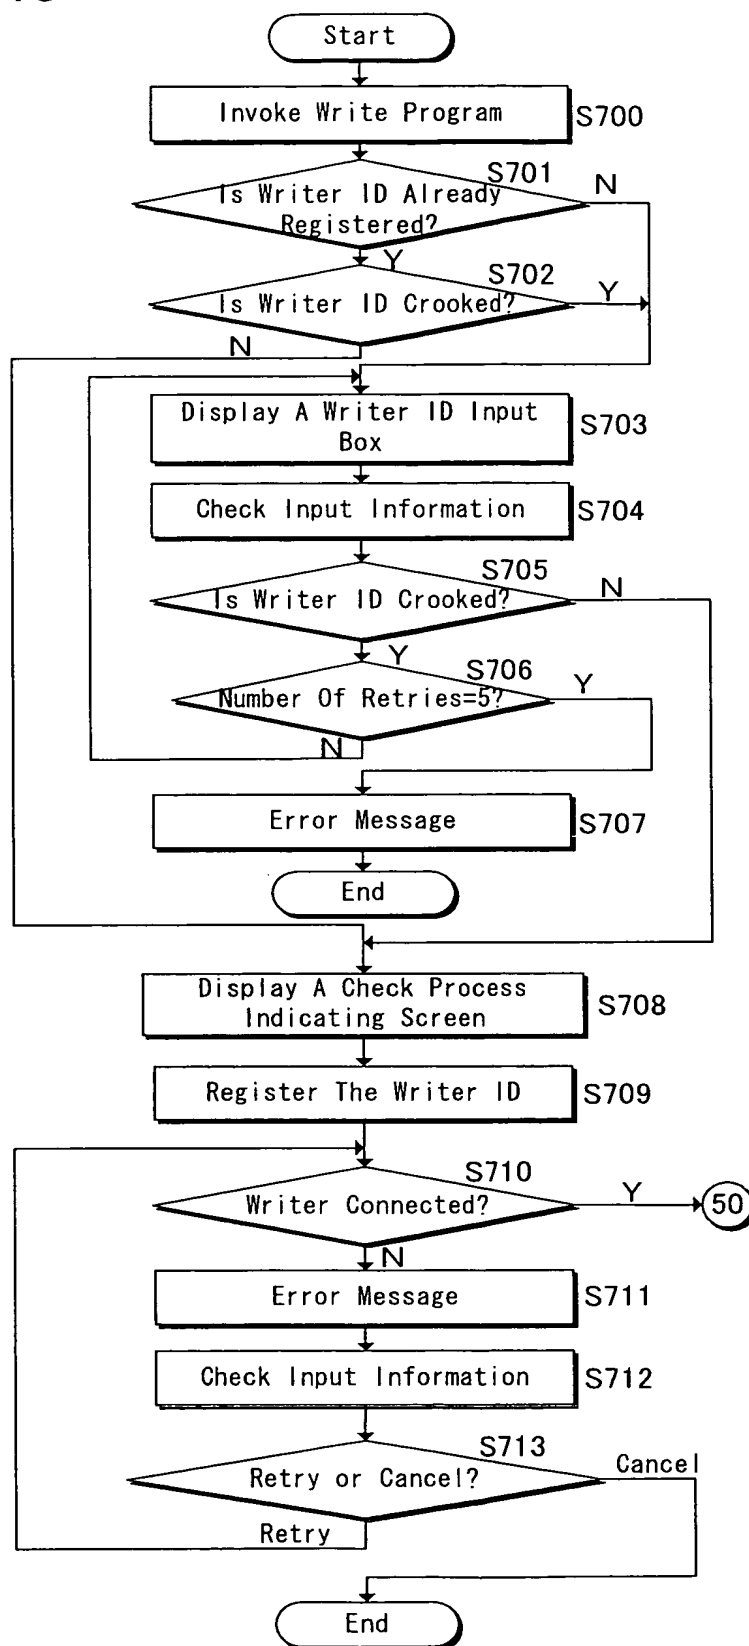 Start
Invoke Write Program
S700
S701
Is Writer ID Already
Registered?
N
Y
S702
Is Writer ID Crooked?
Y
N
Display A Writer ID Input
Box
S703
Check Input Information
S704
S705
Is Writer ID Crooked?
N
Y
S706
Number Of Retries=5?
Y
N
Error Message
S707
End
Display A Check Process
Indicating Screen
S708
Register The Writer ID
S709
S710
Writer Connected?
Y
50
N
Error Message
S711
Check Input Information
S712
S713
Retry or Cancel?
Cancel
Retry
End